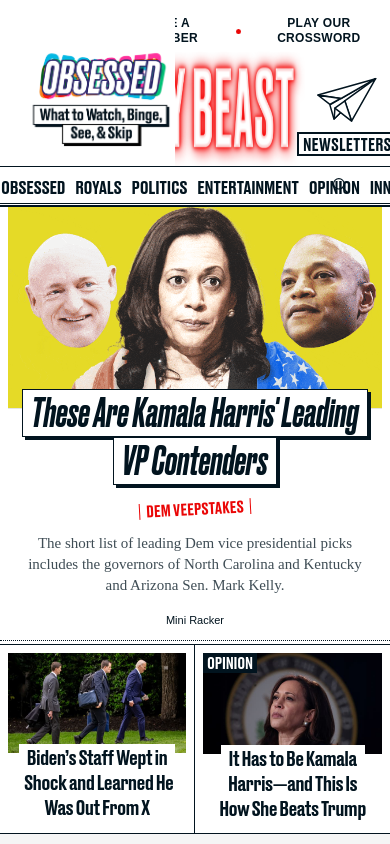 E A
BER
PLAY OUR
CROSSWORD
OBSESSED
What to Watch, Binge,
See, & Skip
Y BEAST
NEWSLETTERS
OBSESSED ROYALS POLITICS ENTERTAINMENT OPINION INN
These Are Kamala Harris' Leading
VP Contenders
DEM VEEPSTAKES
The short list of leading Dem vice presidential picks
includes the governors of North Carolina and Kentucky
and Arizona Sen. Mark Kelly.
Mini Racker
Biden's Staff Wept in
Shock and Learned He
Was Out From X
OPINION
It Has to Be Kamala
Harris—and This Is
How She Beats Trump